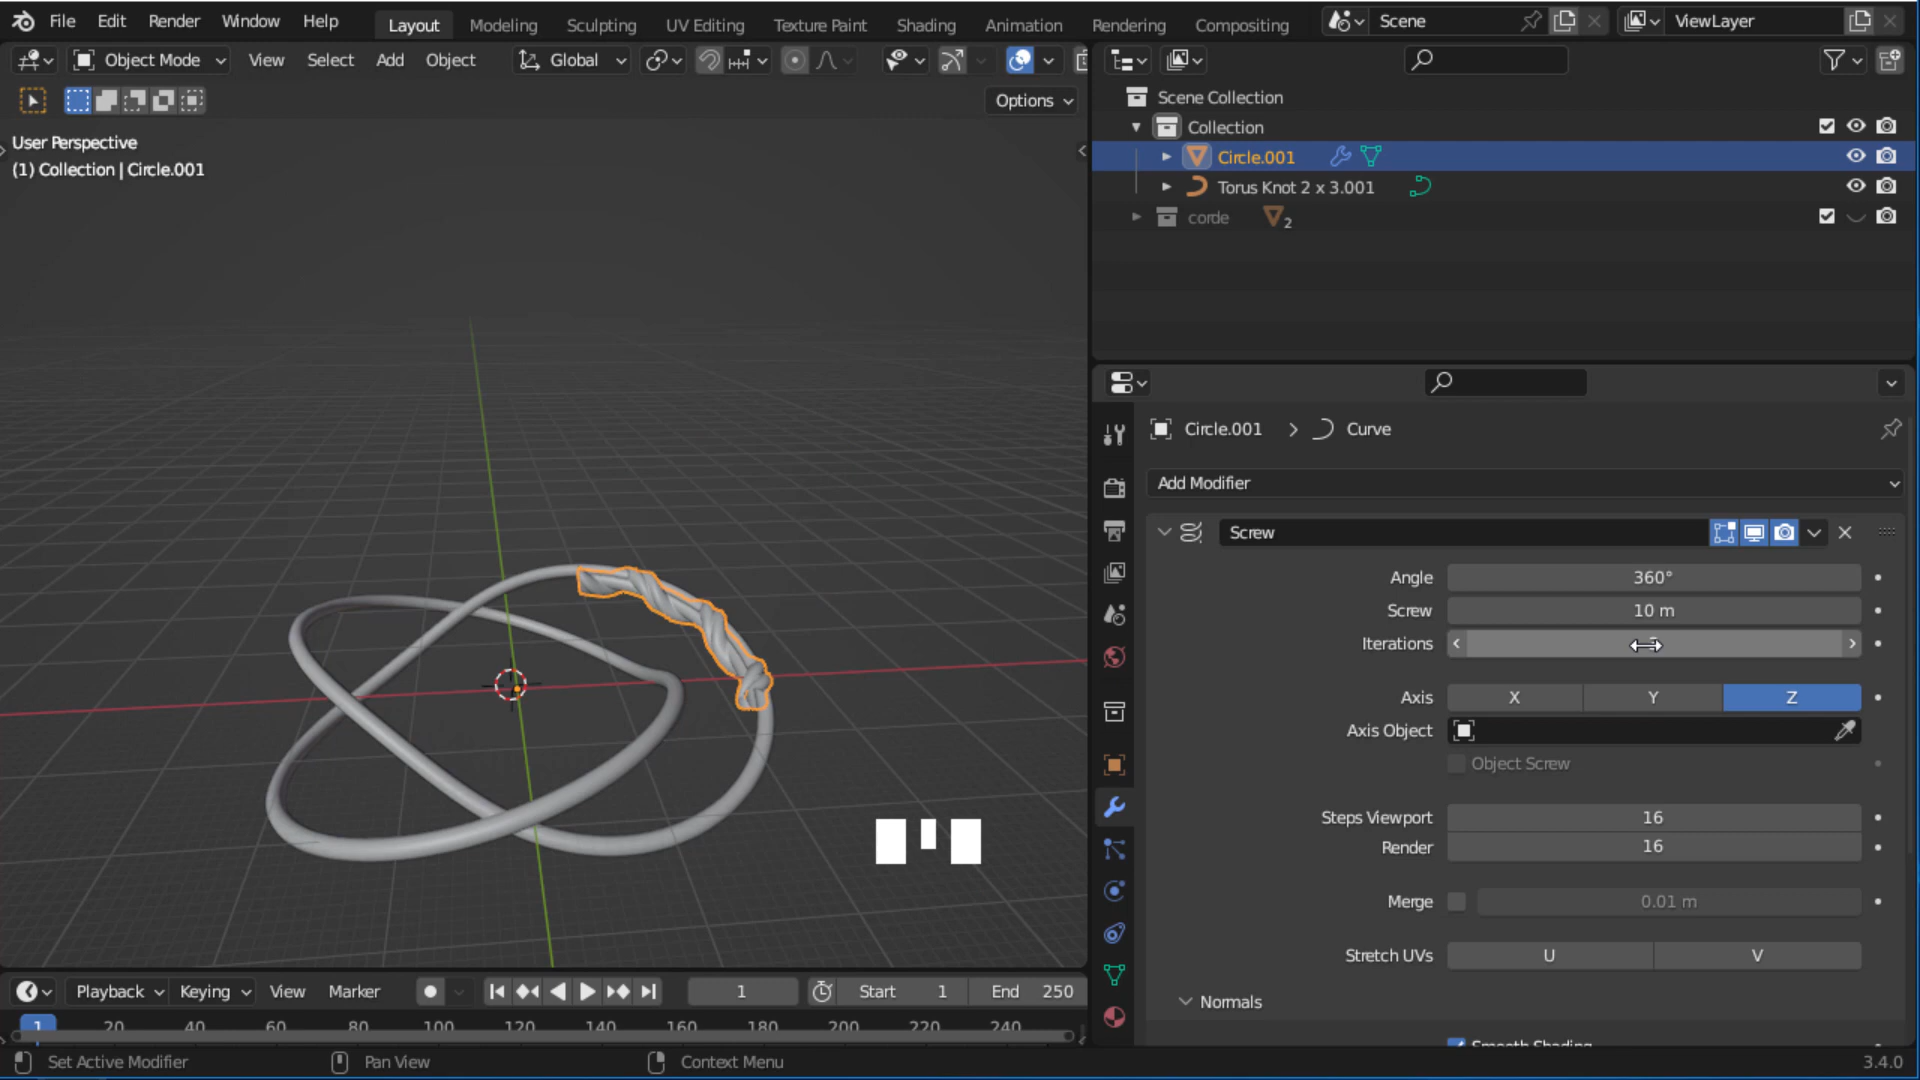 File Edit Render Window Help Layout Modeling Sculpting UV Editing Texture Paint Shading Animation Rendering Compositing Scene ViewLayer
Object Mode View Select Add Object Global
Options
User Perspective
(1) Collection | Circle.001
Scene Collection
Collection
Circle.001
Torus Knot 2 x 3.001
corde 2
Circle.001 > Curve
Add Modifier
Screw
Angle 360°
Screw 10 m
Iterations
Axis X Y Z
Axis Object
Object Screw
Steps Viewport 16
Render 16
Merge 0.01 m
Stretch UVs U V
Normals
Smooth Shading
Playback Keying View Marker 1 Start 1 End 250
1 20 40 60 80 100 120 140 160 180 200 220 240
Set Active Modifier Pan View Context Menu 3.4.0